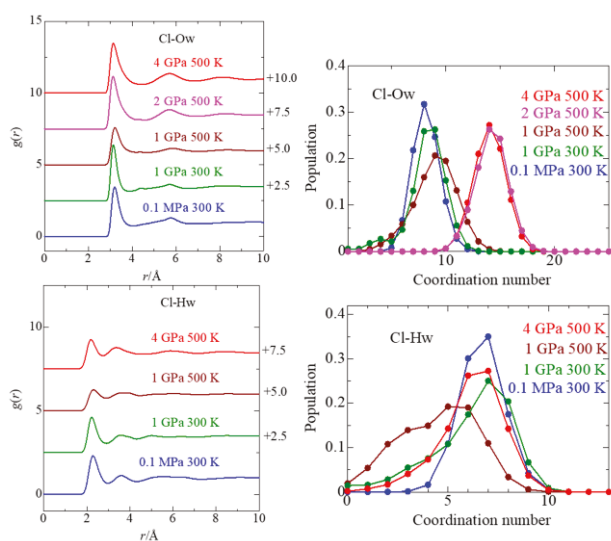 Cl-Ow
4 GPa 500 K
+10.0
2 GPa 500 K
+7.5
1 GPa 500 K
+5.0
1 GPa 300 K
+2.5
0.1 MPa 300 K
15
10
5
0
g(r)
0 2 4 6 8 10
r/Å
Cl-Ow
4 GPa 500 K
2 GPa 500 K
1 GPa 500 K
1 GPa 300 K
0.1 MPa 300 K
0.4
0.3
0.2
0.1
0
Population
10 20
Coordination number
Cl-Hw
4 GPa 500 K
+7.5
1 GPa 500 K
+5.0
1 GPa 300 K
+2.5
0.1 MPa 300 K
10
5
0
g(r)
0 2 4 6 8 10
r/Å
Cl-Hw
4 GPa 500 K
1 GPa 500 K
1 GPa 300 K
0.1 MPa 300 K
0.4
0.3
0.2
0.1
0
Population
0 5 10
Coordination number